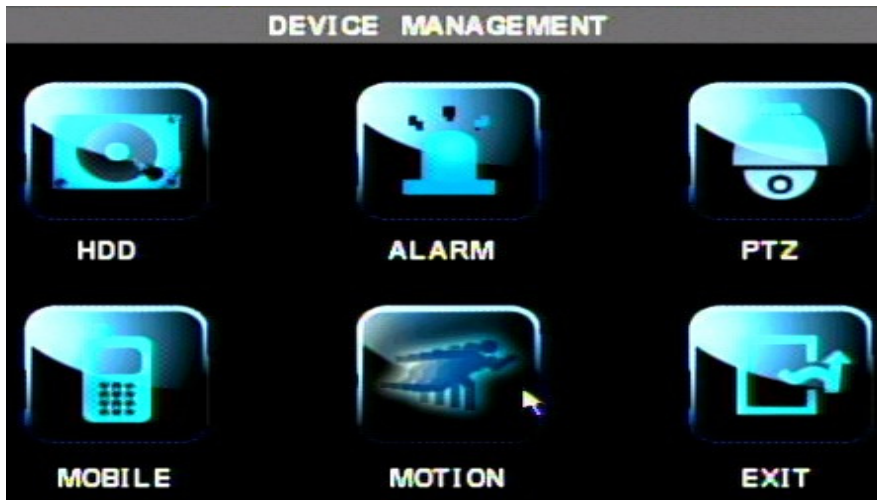 DEVICE MANAGEMENT
HDD ALARM PTZ
MOBILE MOTION EXIT